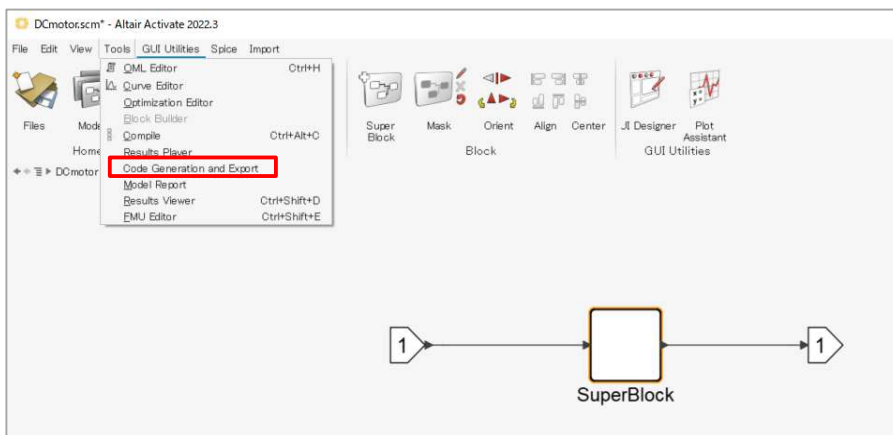 DCmotor.scm* - Altair Activate 2022.3
File Edit View Tools GUI Utilities Spice Import
OML Editor Ctrl+H
Curve Editor
Optimization Editor
Block Builder
Compile Ctrl+Alt+C
Results Player
Code Generation and Export
Model Report
Results Viewer Ctrl+Shift+D
FMU Editor Ctrl+Shift+E
Files Mode Super Block Mask Orient Align Center JI Designer Plot Assistant
Home Block GUI Utilities
DCmotor
1 1
SuperBlock